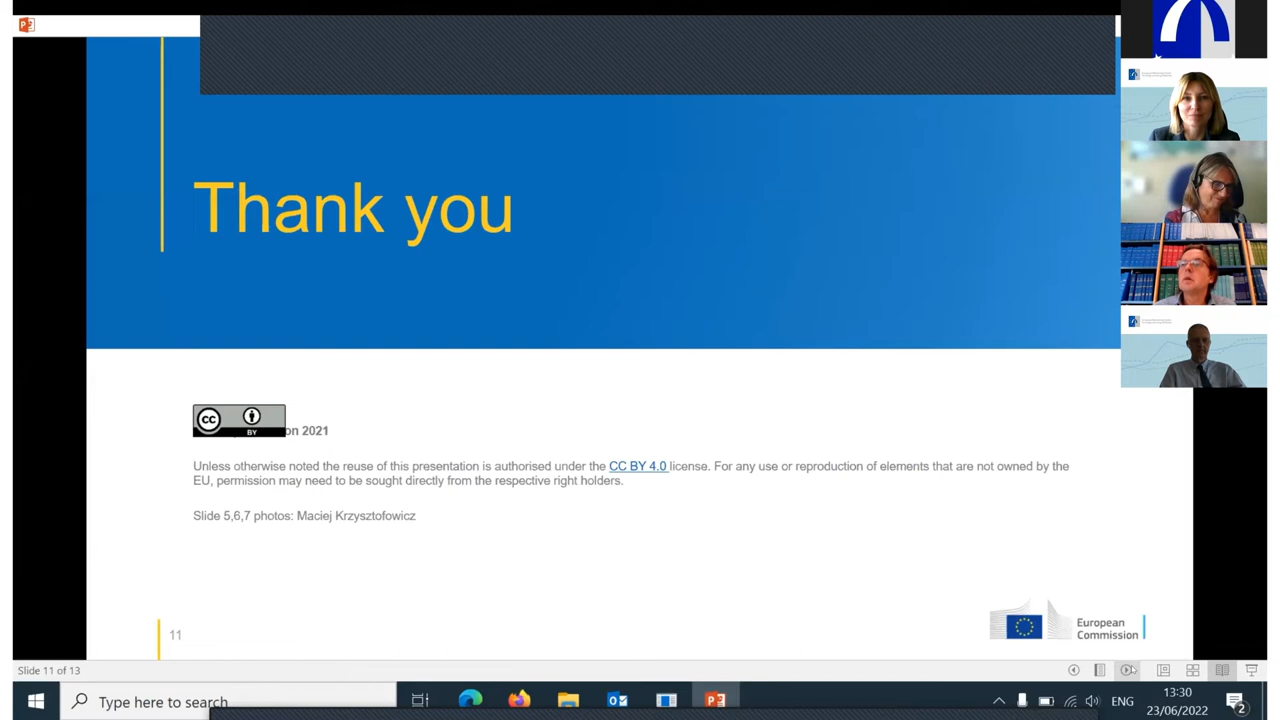 Thank you
CC BY
on 2021
Unless otherwise noted the reuse of this presentation is authorised under the CC BY 4.0 license. For any use or reproduction of elements that are not owned by the
EU, permission may need to be sought directly from the respective right holders.
Slide 5,6,7 photos: Maciej Krzysztofowicz
11
European
Commission
Slide 11 of 13
Type here to search
ENG
13:30
23/06/2022
2